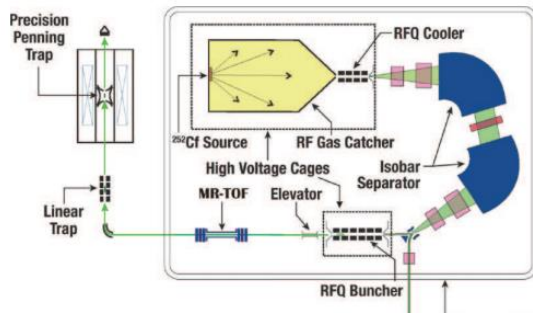 Precision
Penning
Trap
RFQ Cooler
²⁵²Cf Source
RF Gas Catcher
High Voltage Cages
Isobar
Separator
MR-TOF
Elevator
Linear
Trap
RFQ Buncher